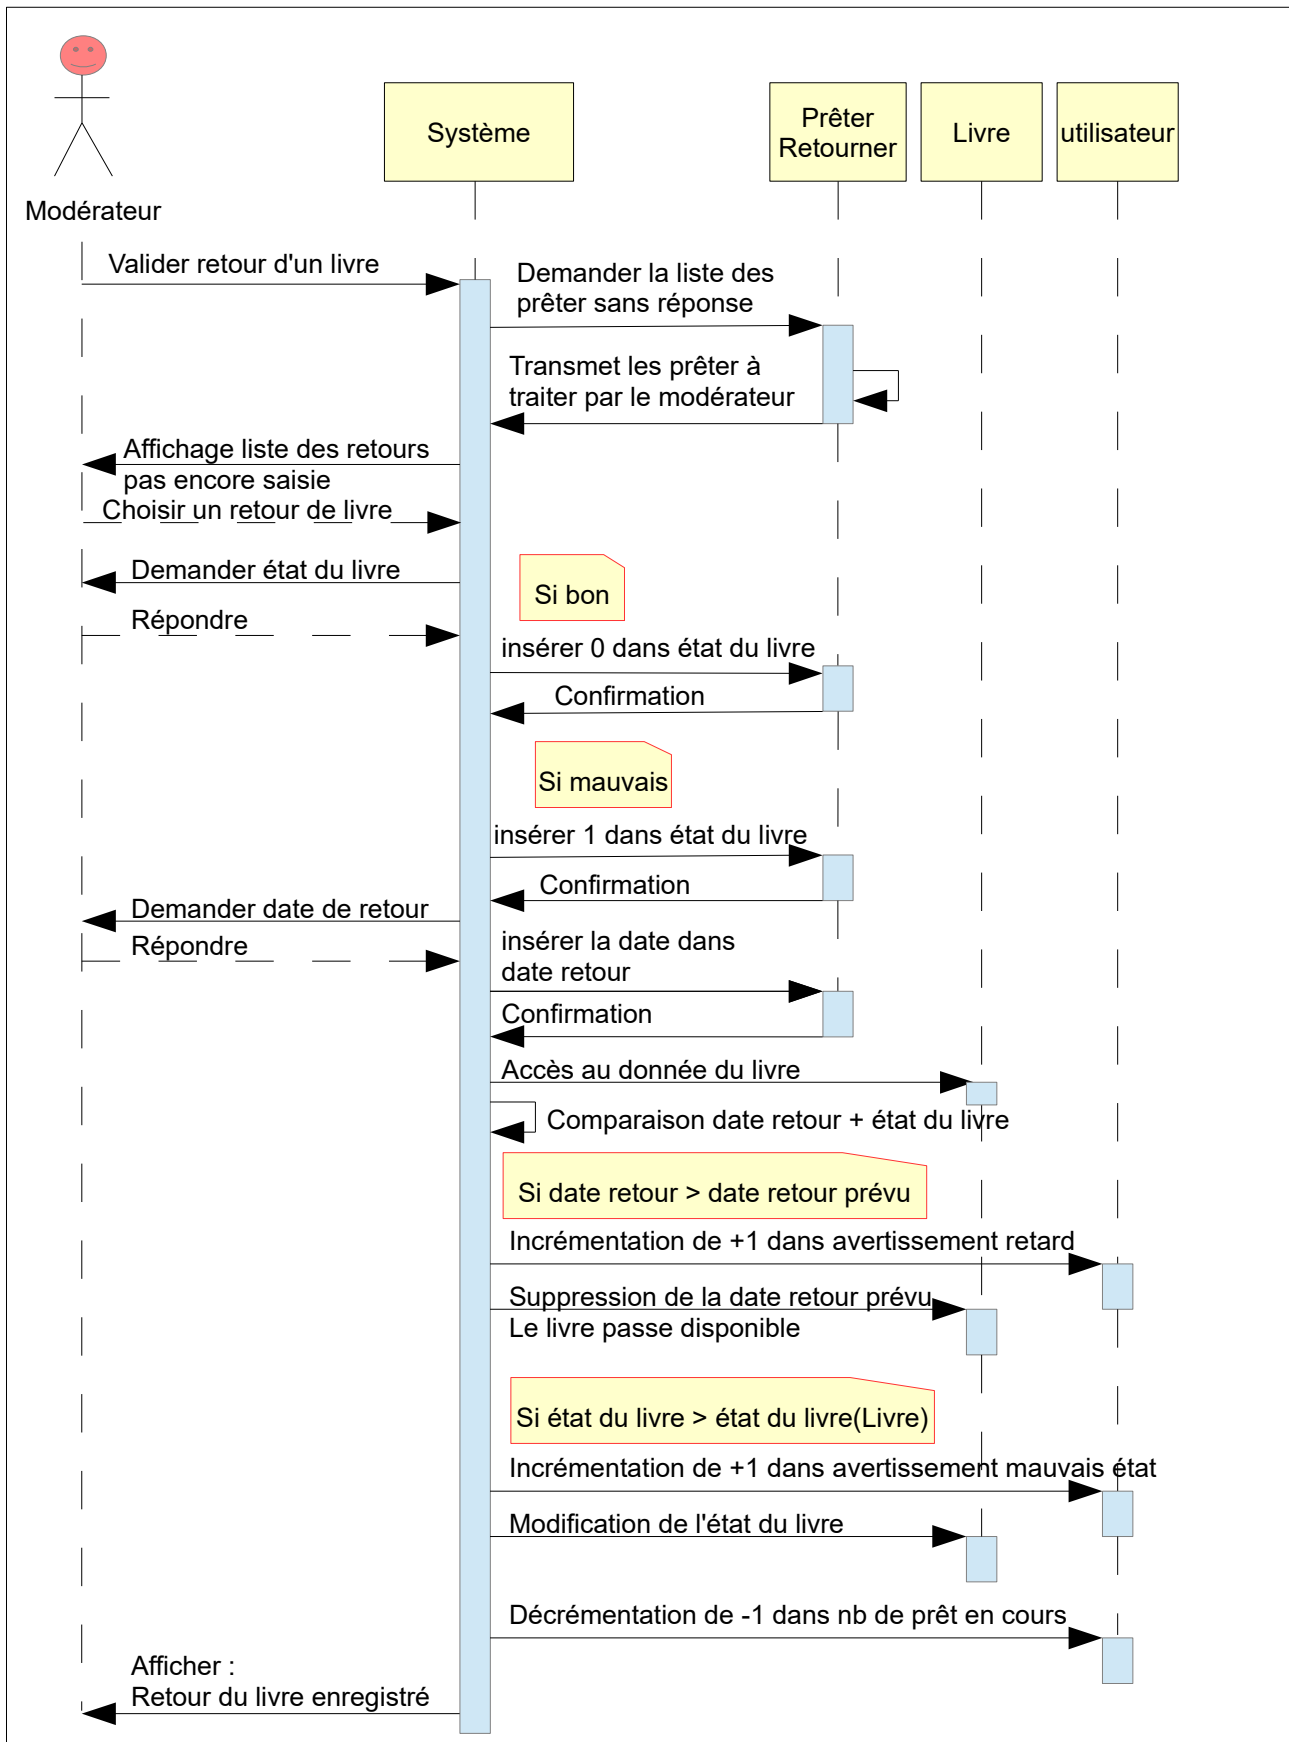 Système
Prêter
Retourner
Livre
utilisateur
Modérateur
Valider retour d'un livre
Demander la liste des
prêter sans réponse
Transmet les prêter à
traiter par le modérateur
Affichage liste des retours
pas encore saisie
Choisir un retour de livre
Demander état du livre
Si bon
Répondre
insérer 0 dans état du livre
Confirmation
Si mauvais
insérer 1 dans état du livre
Confirmation
Demander date de retour
Répondre
insérer la date dans
date retour
Confirmation
Accès au donnée du livre
Comparaison date retour + état du livre
Si date retour > date retour prévu
Incrémentation de +1 dans avertissement retard
Suppression de la date retour prévu
Le livre passe disponible
Si état du livre > état du livre(Livre)
Incrémentation de +1 dans avertissement mauvais état
Modification de l'état du livre
Décrémentation de -1 dans nb de prêt en cours
Afficher :
Retour du livre enregistré